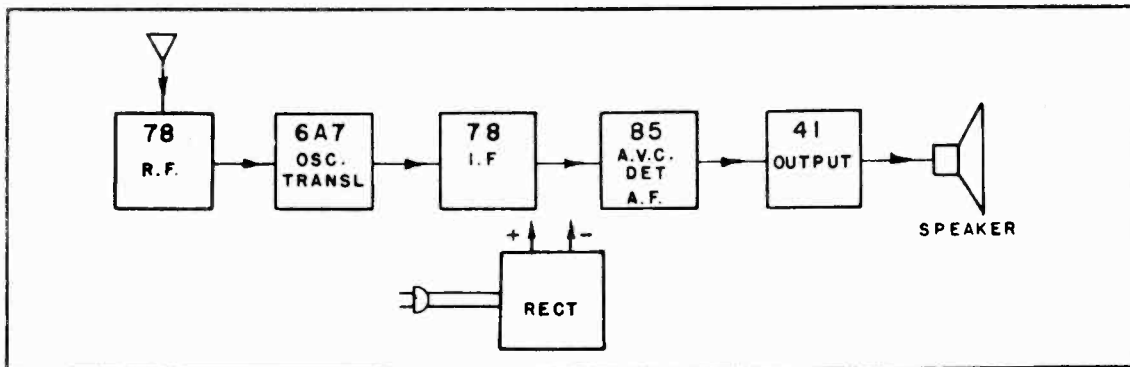 78
R.F.
6A7
OSC.
TRANSL
78
I.F
85
A.V.C.
DET
A.F.
41
OUTPUT
SPEAKER
+ -
RECT